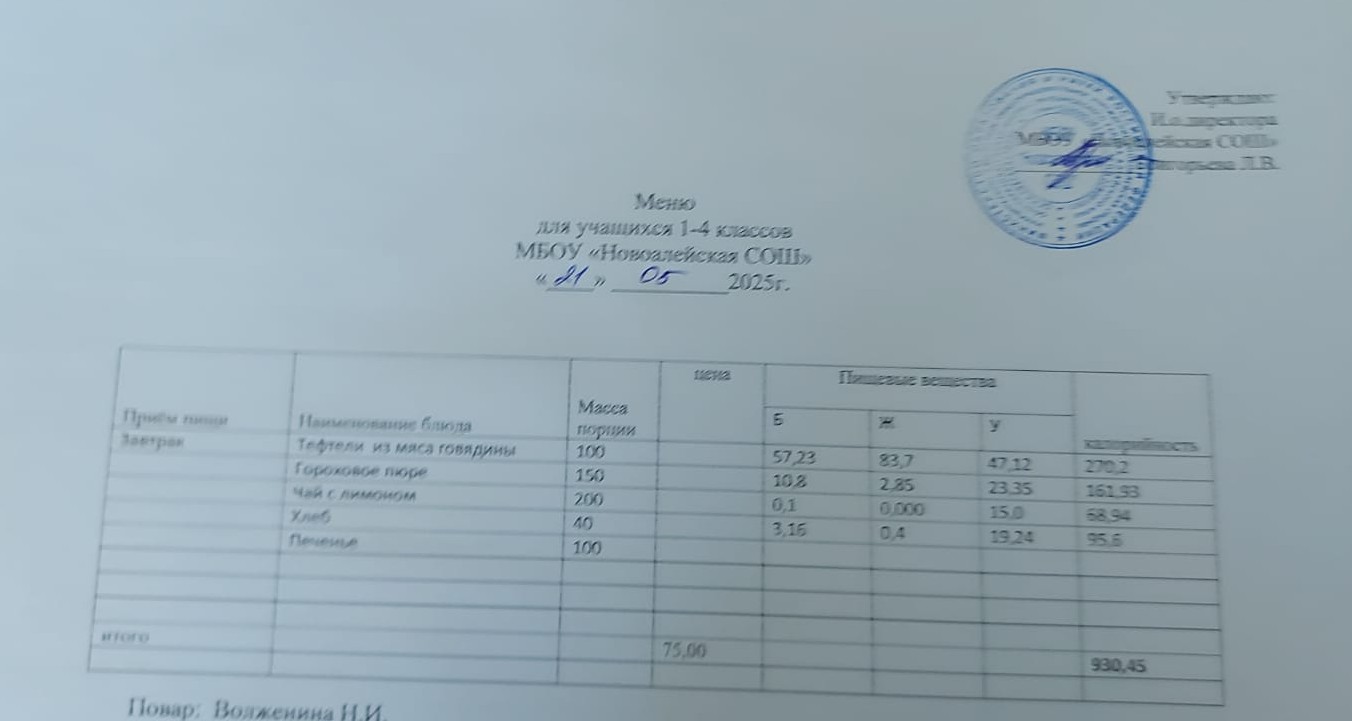 Утверждаю:
И.о.директора
МБОУ СОШ»
Л.В.
Меню
для учащихся 1-4 классов
МБОУ «Новоалейская СОШ»
« 21 » 05 2025г.
Приём пищи Наименование блюда Масса порции цена Пищевые вещества калорийность
Б Ж У
Завтрак Тефтели из мяса говядины 100 57,23 83,7 47,12 270,2
Гороховое пюре 150 10,8 2,85 23,35 161,93
Чай с лимоном 200 0,1 0,000 15,0 68,94
Хлеб 40 3,16 0,4 19,24 95,6
Печенье 100
итого 75,00 930,45
Повар: Волженина Н.И.